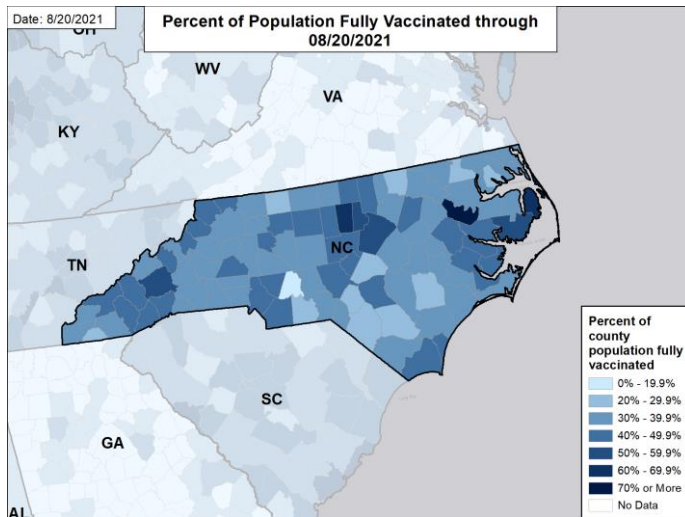 Date: 8/20/2021
Percent of Population Fully Vaccinated through
08/20/2021
OH
WV
VA
KY
NC
TN
SC
GA
AL
Percent of
county
population fully
vaccinated
0% - 19.9%
20% - 29.9%
30% - 39.9%
40% - 49.9%
50% - 59.9%
60% - 69.9%
70% or More
No Data